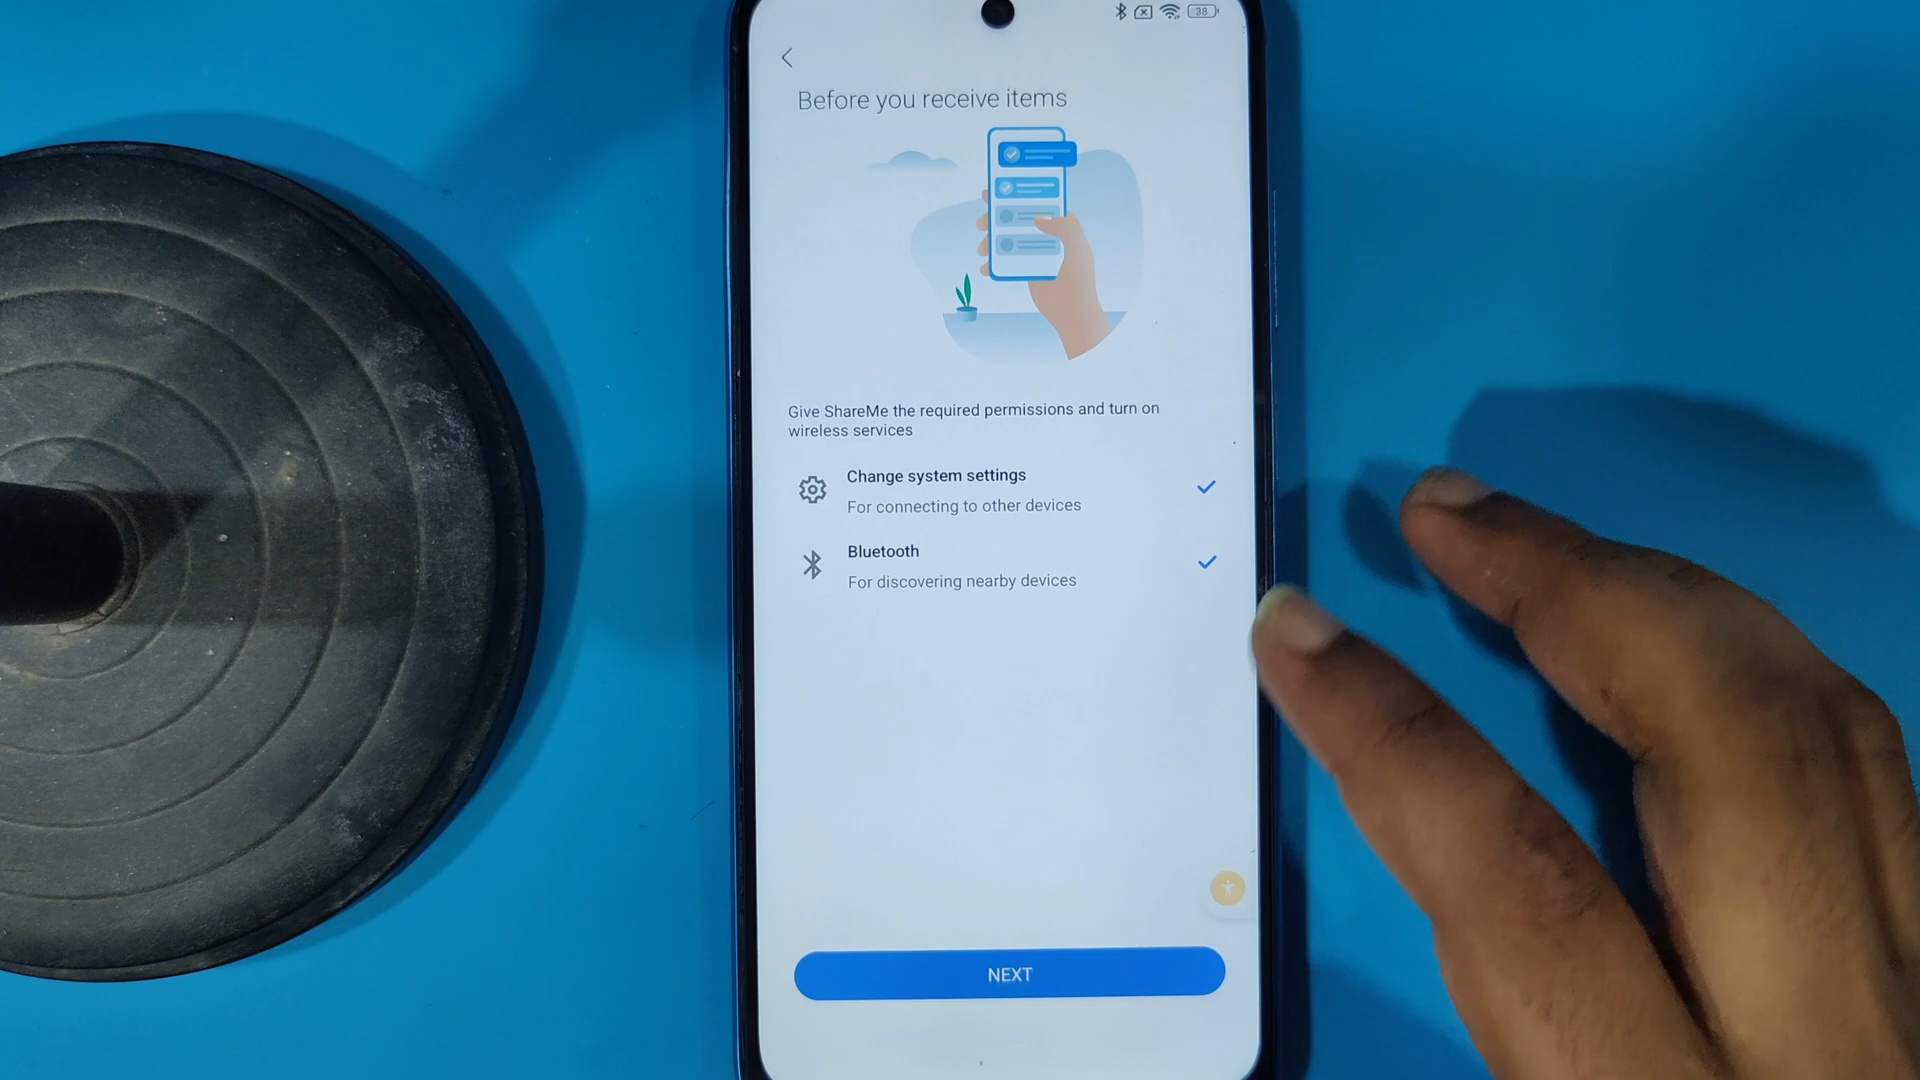 38
Before you receive items
Give ShareMe the required permissions and turn on
wireless services
Change system settings
For connecting to other devices
Bluetooth
For discovering nearby devices
NEXT